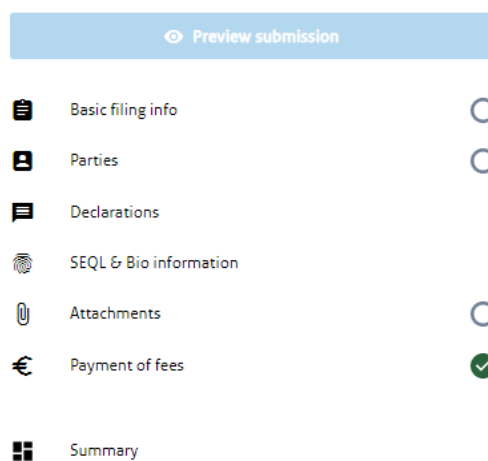 Preview submission
Basic filing info
Parties
Declarations
SEQL & Bio information
Attachments
Payment of fees
Summary